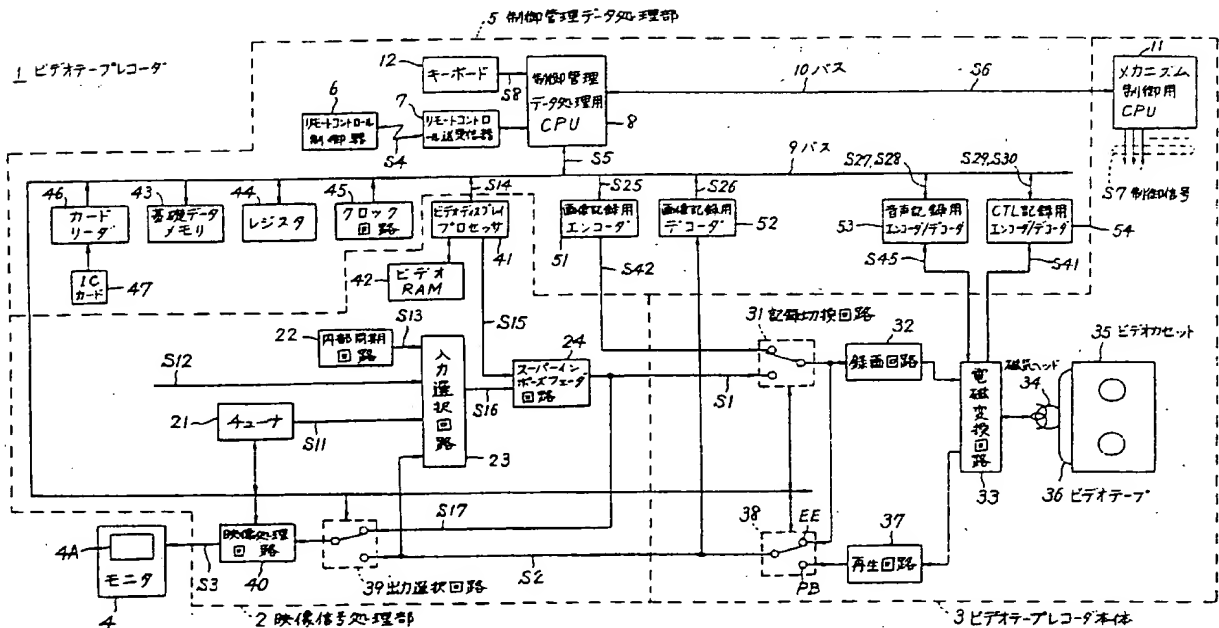 5 制御管理データ処理部
1 ビデオテープレコーダ
12
キーボード
S8
制御管理
データ処理用
CPU
8
10 バス
S6
11
メカニズム
制御用
CPU
S7 制御信号
6
リモートコントロール
制御器
S4
7
リモートコントロ
ール送受信器
S5
9 バス
46
カード
リーダ
43
基礎データ
メモリ
44
レジスタ
45
クロック
回路
S14
ビデオディスプレイ
プロセッサ
41
S25
画像記録用
エンコーダ
51
S26
画像記録用
デコーダ
52
S27,S28
音声記録用
エンコーダ/デコーダ
53
S29,S30
CTL記録用
エンコーダ/デコーダ
54
ICカード
47
42
ビデオ
RAM
S15
S42
S45
S41
22
内部同期
回路
S13
S12
21
チューナ
S11
入力選択回路
23
S16
24
スーパーイン
ポーズフェーダ
回路
31 記録切換回路
S1
32
録画回路
電磁変換回路
33
磁気ヘッド
34
35
ビデオカセット
36 ビデオテープ
4A
モニタ
4
S3
映像処理
回路
40
S17
39 出力選択回路
S2
38
EE
PB
37
再生回路
2 映像信号処理部
3 ビデオテープレコーダ本体